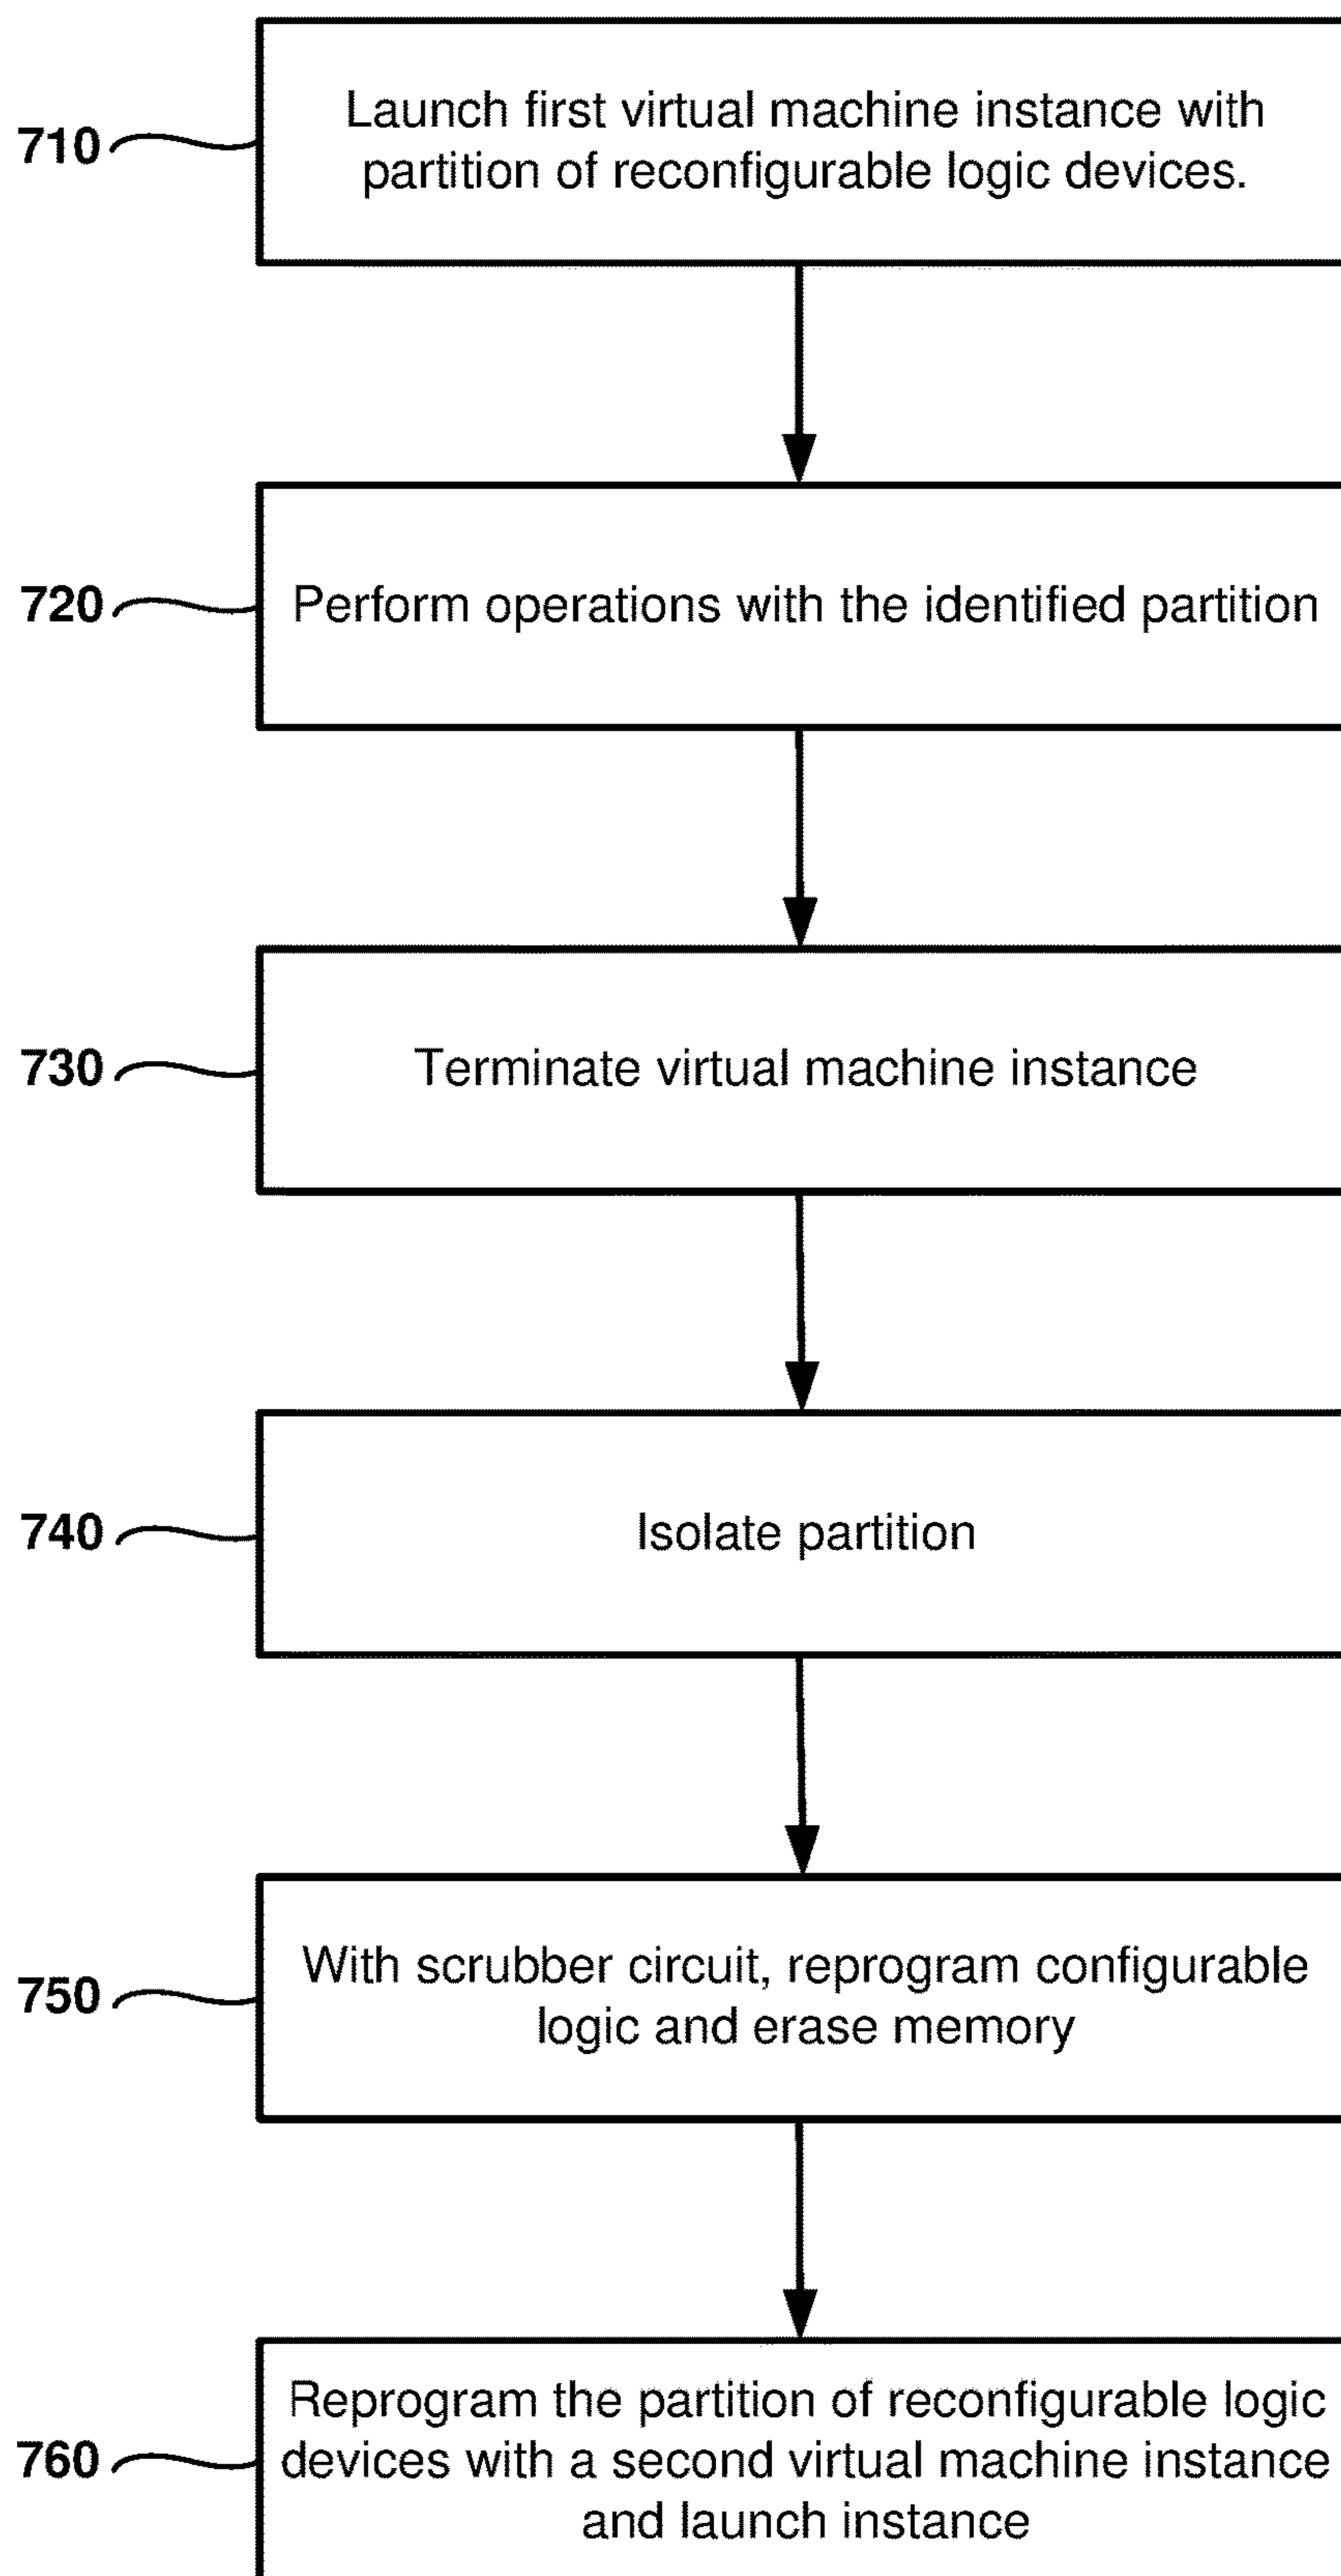 710
Launch first virtual machine instance with
partition of reconfigurable logic devices.
720
Perform operations with the identified partition
730
Terminate virtual machine instance
740
Isolate partition
750
With scrubber circuit, reprogram configurable
logic and erase memory
760
Reprogram the partition of reconfigurable logic
devices with a second virtual machine instance
and launch instance